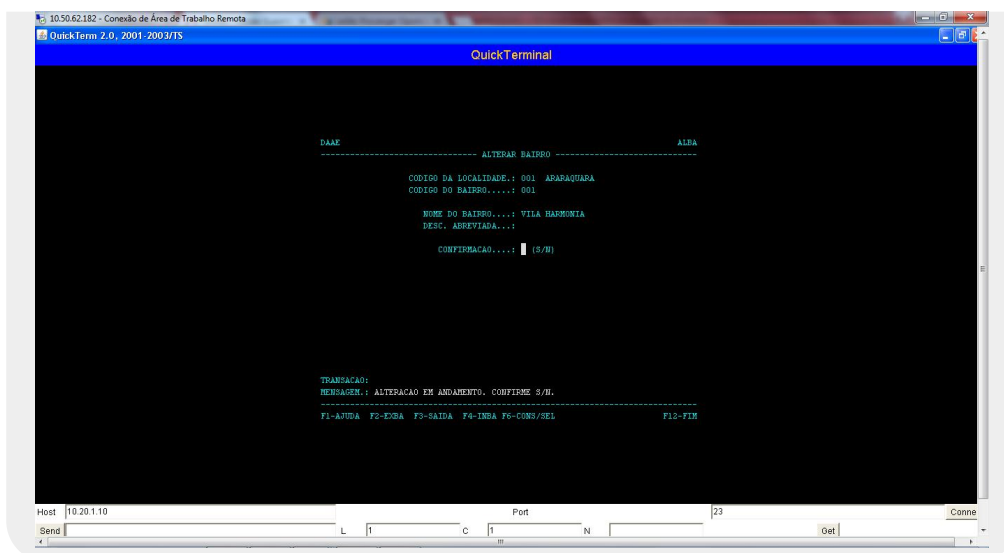 10.50.62.182 - Conexão de Área de Trabalho Remota
QuickTerm 2.0, 2001-2003/TS
QuickTerminal
DAAE ALBA
------------------------------- ALTERAR BAIRRO -----------------------------
CODIGO DA LOCALIDADE.: 001 ARARAQUARA
CODIGO DO BAIRRO.....: 001
NOME DO BAIRRO....: VILA HARMONIA
DESC. ABREVIADA...:
CONFIRMACAO....: (S/N)
TRANSACAO:
MENSAGEM.: ALTERACAO EM ANDAMENTO. CONFIRME S/N.
F1-AJUDA F2-EXBA F3-SAIDA F4-INBA F6-CONS/SEL F12-FIM
Host 10.20.1.10 Port 23 Conne
Send L 1 C 1 N Get